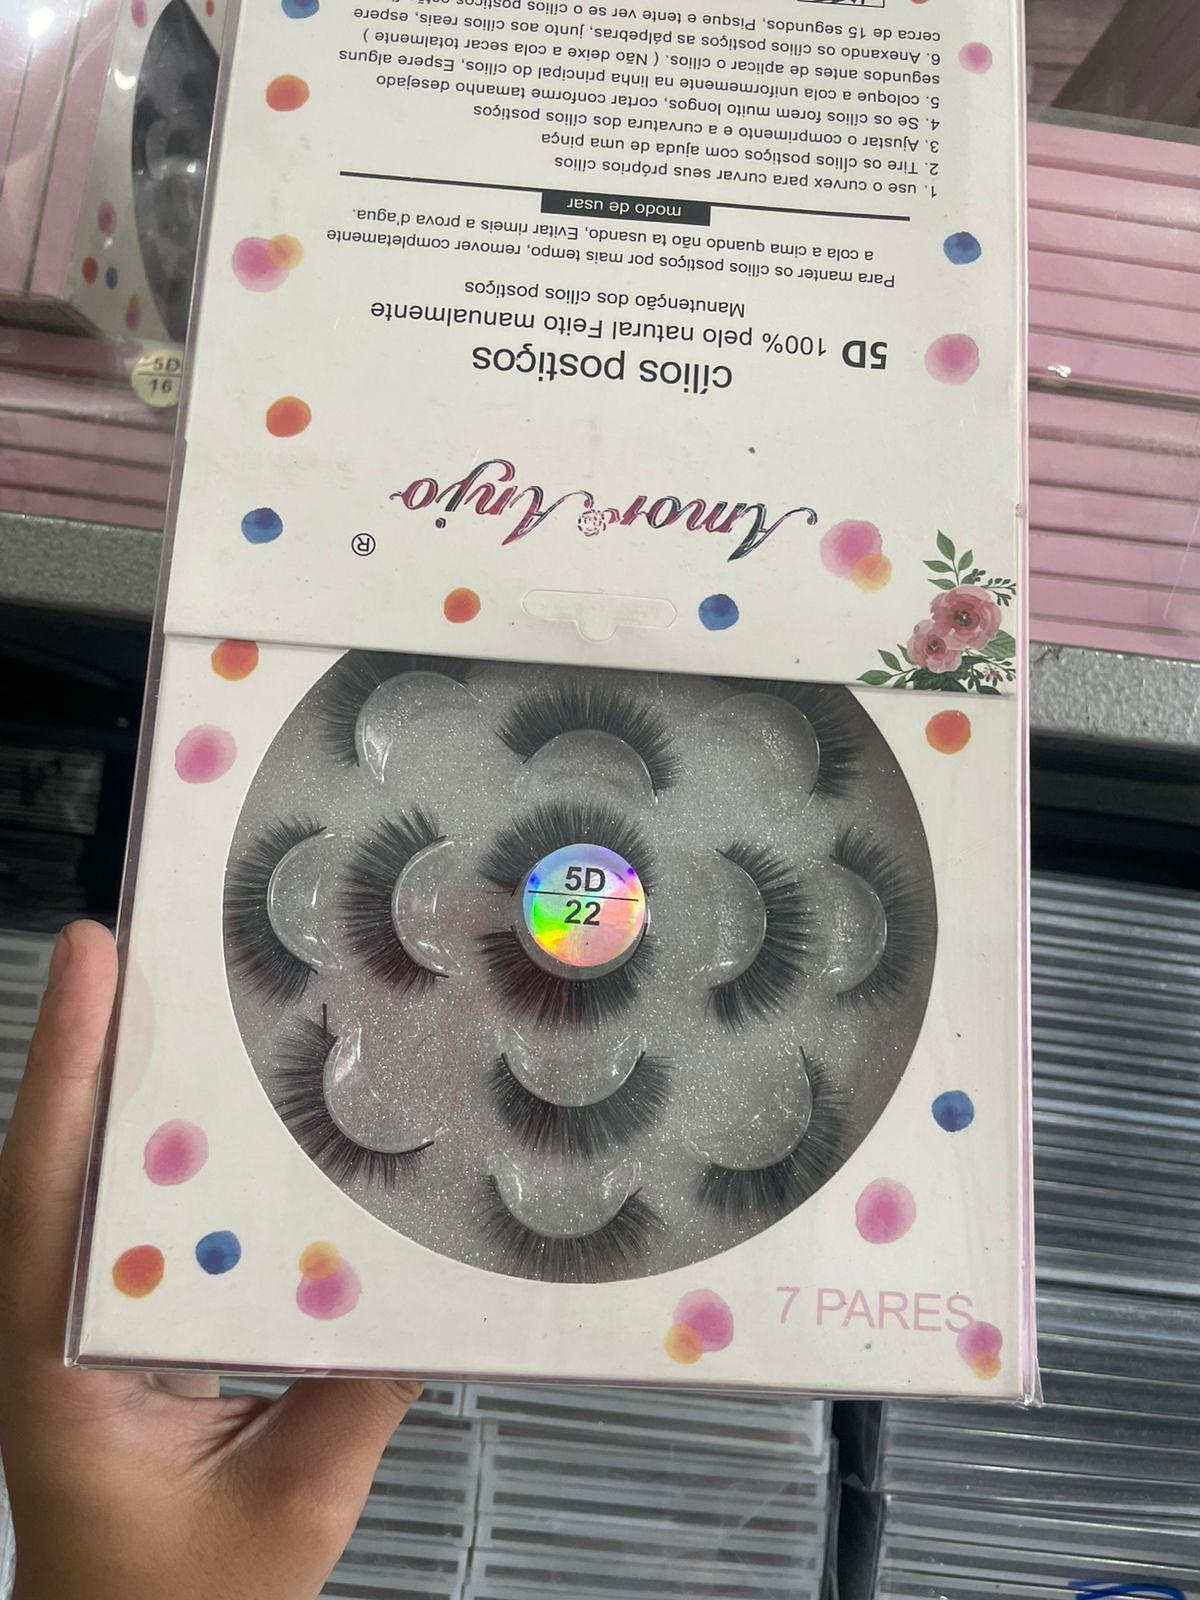 Amor Anjo
®
cílios postiços
5D 100% pelo natural Feito manualmente
Manutenção dos cílios postiços
Para manter os cílios postiços por mais tempo, remover completamente
a cola a cima quando não ta usando, Evitar rimeis a prova d'agua.
modo de usar
1. use o curvex para curvar seus próprios cílios
2. Tire os cílios postiços com ajuda de uma pinça
3. Ajustar o comprimento e a curvatura dos cílios postiços
4. Se os cílios forem muito longos, cortar conforme tamanho desejado
5. coloque a cola uniformemente na linha principal do cílios, Espere alguns
segundos antes de aplicar o cílios. ( Não deixe a cola secar totalmente )
6. Anexando os cílios postiços as pálpebras, junto aos cílios reais, espere
cerca de 15 segundos, Pisque e tente ver se o cílios postiços
5D
22
7 PARES
5D
16